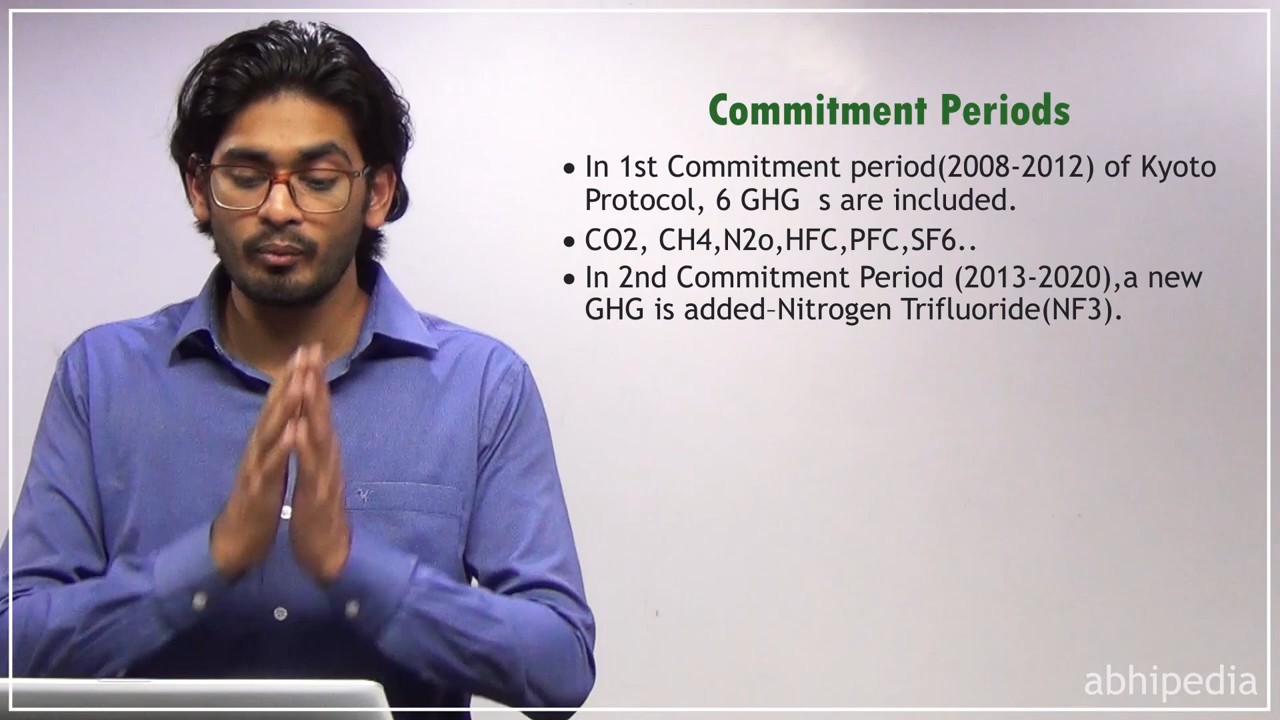 Commitment Periods
• In 1st Commitment period(2008-2012) of Kyoto
Protocol, 6 GHG  s are included.
• CO2, CH4,N2o,HFC,PFC,SF6..
• In 2nd Commitment Period (2013-2020),a new
GHG is added–Nitrogen Trifluoride(NF3).
abhipedia